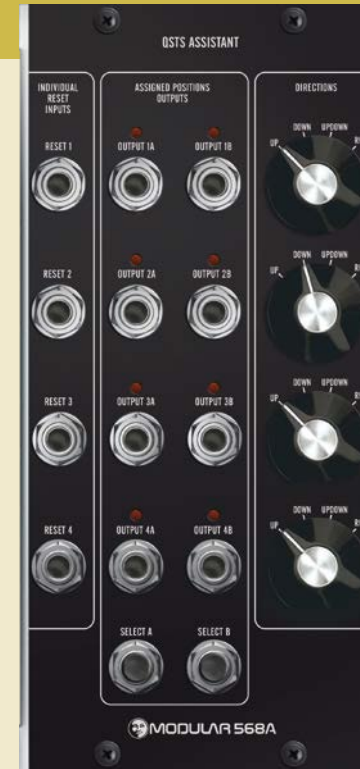 QSTS ASSISTANT
INDIVIDUAL
RESET
INPUTS
RESET 1
RESET 2
RESET 3
RESET 4
ASSIGNED POSITIONS
OUTPUTS
OUTPUT 1A OUTPUT 1B
OUTPUT 2A OUTPUT 2B
OUTPUT 3A OUTPUT 3B
OUTPUT 4A OUTPUT 4B
SELECT A SELECT B
DIRECTIONS
UP DOWN UPDOWN
UP DOWN UPDOWN
UP DOWN UPDOWN
UP DOWN UPDOWN
MODULAR 568A